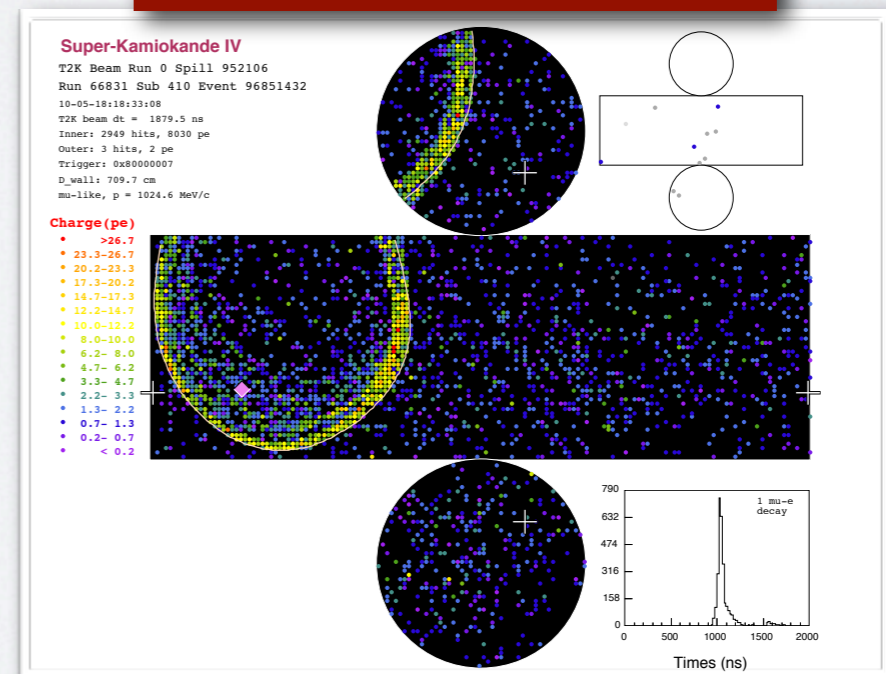 Super-Kamiokande IV
T2K Beam Run 0 Spill 952106
Run 66831 Sub 410 Event 96851432
10-05-18:18:33:08
T2K beam dt = 1879.5 ns
Inner: 2949 hits, 8030 pe
Outer: 3 hits, 2 pe
Trigger: 0x80000007
D_wall: 709.7 cm
mu-like, p = 1024.6 MeV/c
Charge(pe)
>26.7
23.3-26.7
20.2-23.3
17.3-20.2
14.7-17.3
12.2-14.7
10.0-12.2
8.0-10.0
6.2- 8.0
4.7- 6.2
3.3- 4.7
2.2- 3.3
1.3- 2.2
0.7- 1.3
0.2- 0.7
< 0.2
1 mu-e
decay
790
632
474
316
158
0
0 500 1000 1500 2000
Times (ns)